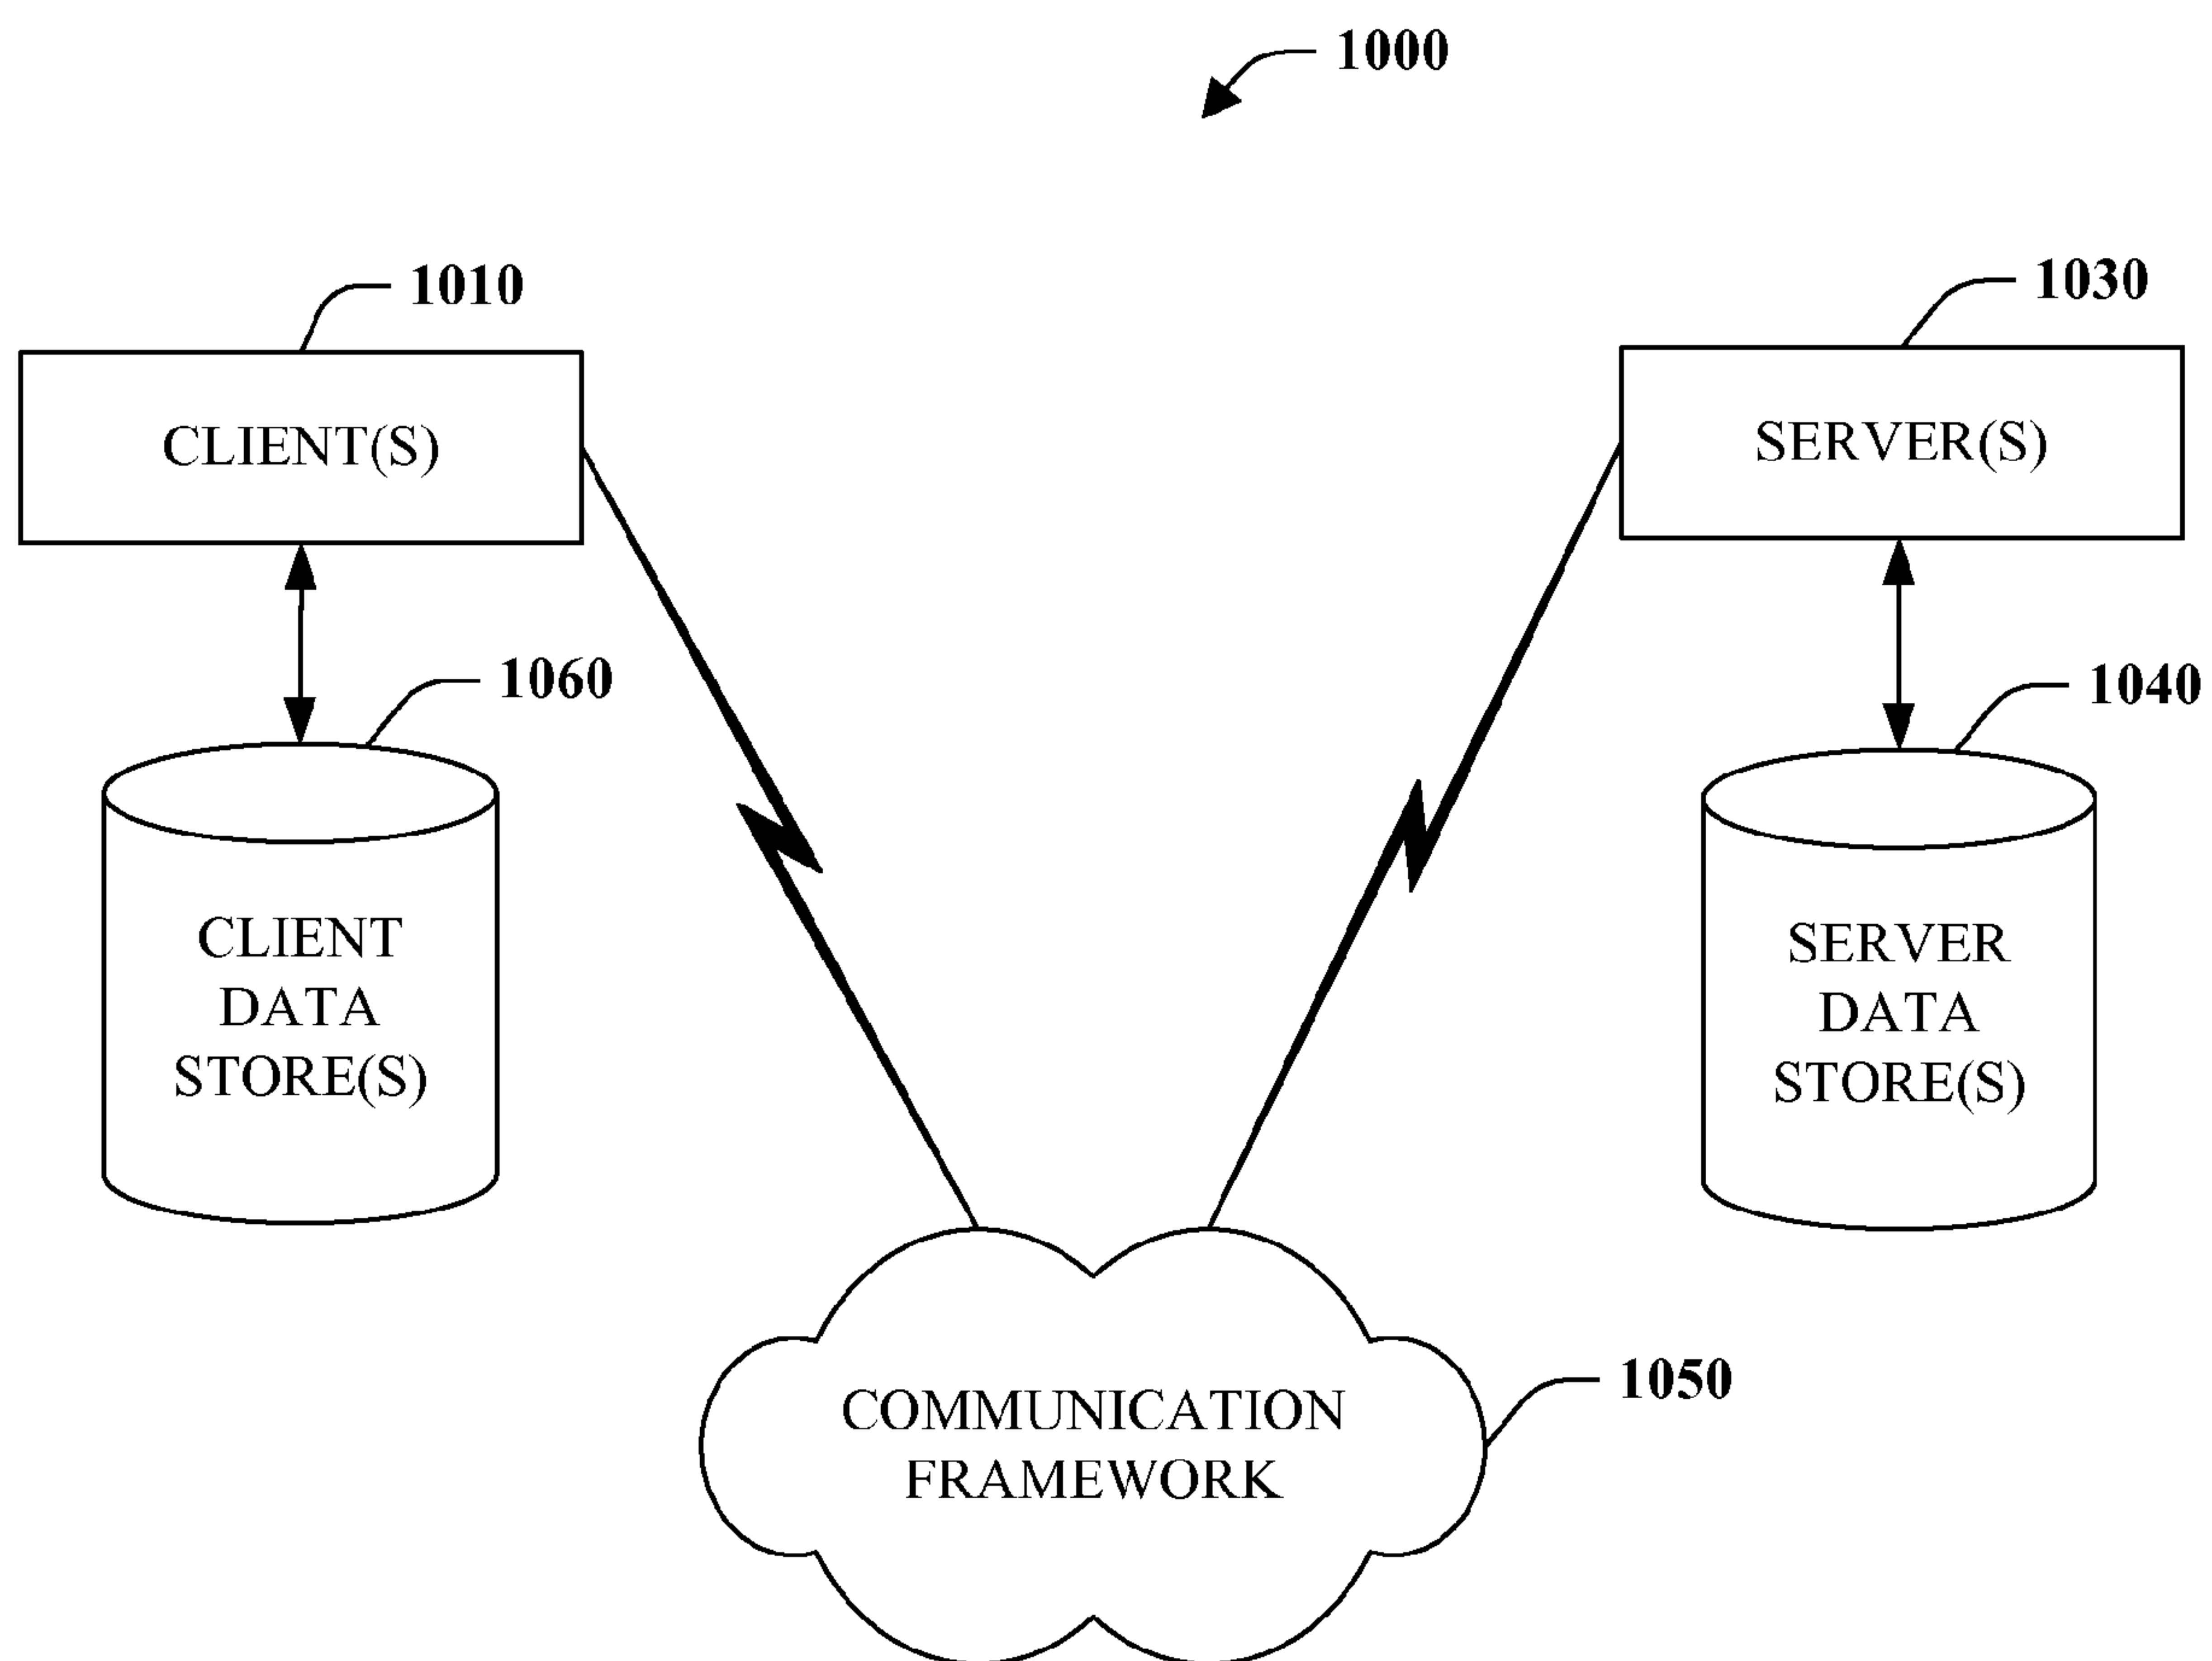 1000
1010
1030
CLIENT(S)
SERVER(S)
1060
1040
CLIENT
DATA
STORE(S)
SERVER
DATA
STORE(S)
1050
COMMUNICATION
FRAMEWORK